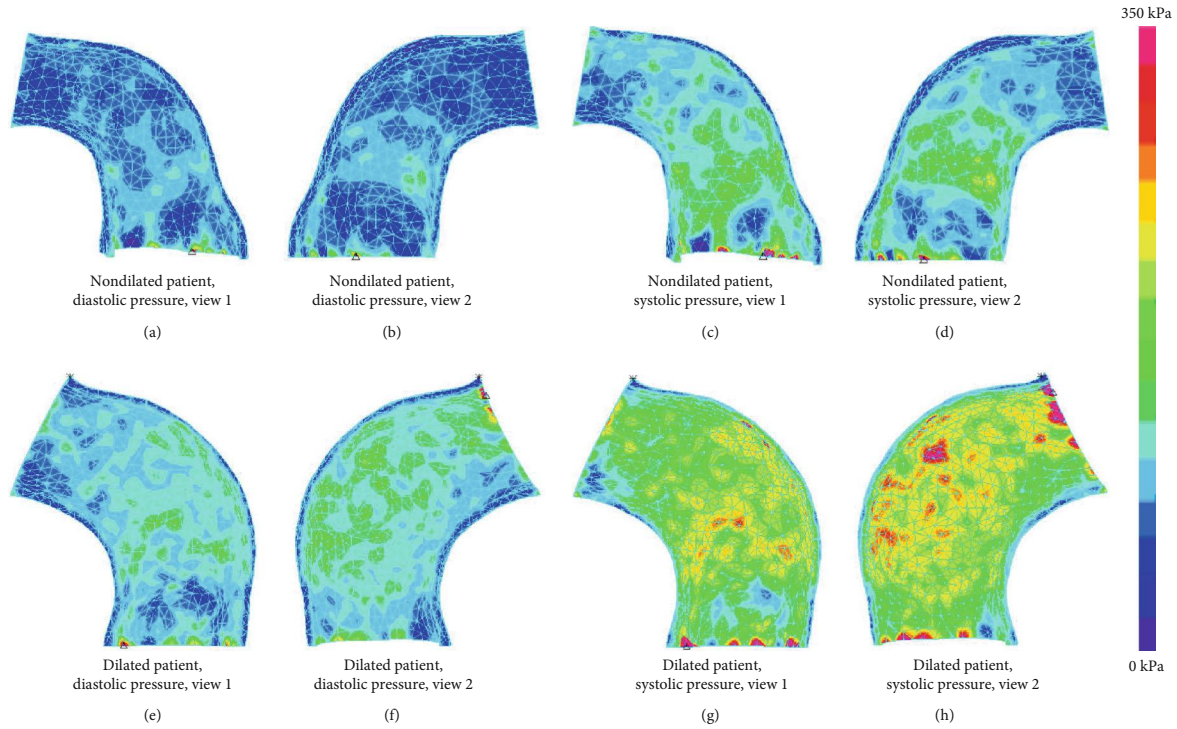 350 kPa
Nondilated patient,
diastolic pressure, view 1
(a)
Nondilated patient,
diastolic pressure, view 2
(b)
Nondilated patient,
systolic pressure, view 1
(c)
Nondilated patient,
systolic pressure, view 2
(d)
Dilated patient,
diastolic pressure, view 1
(e)
Dilated patient,
diastolic pressure, view 2
(f)
Dilated patient,
systolic pressure, view 1
(g)
Dilated patient,
systolic pressure, view 2
(h)
0 kPa